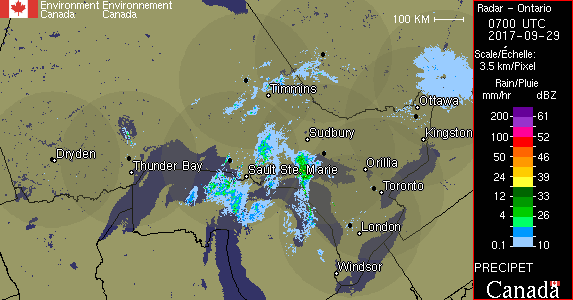 Environment Environnement
Canada Canada
100 KM
Timmins
Ottawa
Sudbury
Kingston
Dryden
Thunder Bay
Sault Ste. Marie
Orillia
Toronto
London
Windsor
Radar - Ontario
0700 UTC
2017-09-29
Scale/Échelle:
3.5 km/Pixel
Rain/Pluie
mm/hr dBZ
200 61
100 52
50 46
24 39
12 33
4 26
0.1 10
PRECIPET
Canada